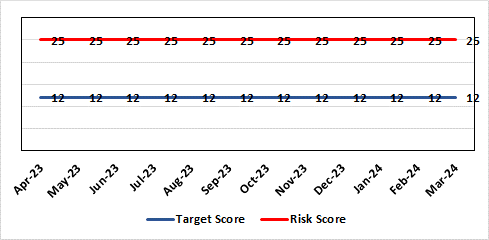 25 25 25 25 25 25 25 25 25 25 25
12 12 12 12 12 12 12 12 12 12 12
Apr-23 May-23 Jun-23 Jul-23 Aug-23 Sep-23 Oct-23 Nov-23 Dec-23 Jan-24 Feb-24 Mar-24
Target Score Risk Score